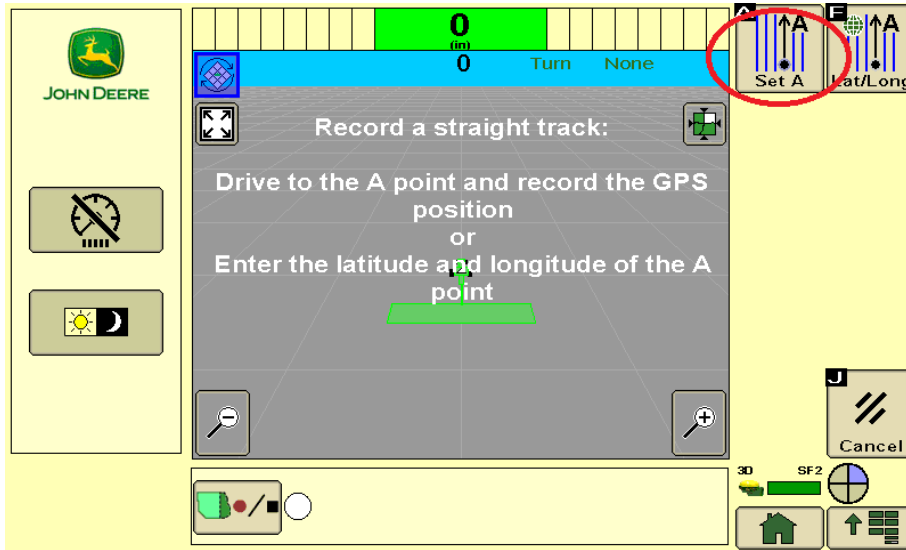 JOHN DEERE
0
(in)
0 Turn None
Record a straight track:
Drive to the A point and record the GPS
position
or
Enter the latitude and longitude of the A
point
A
Set A
F
A
Lat/Long
J
Cancel
3D SF2